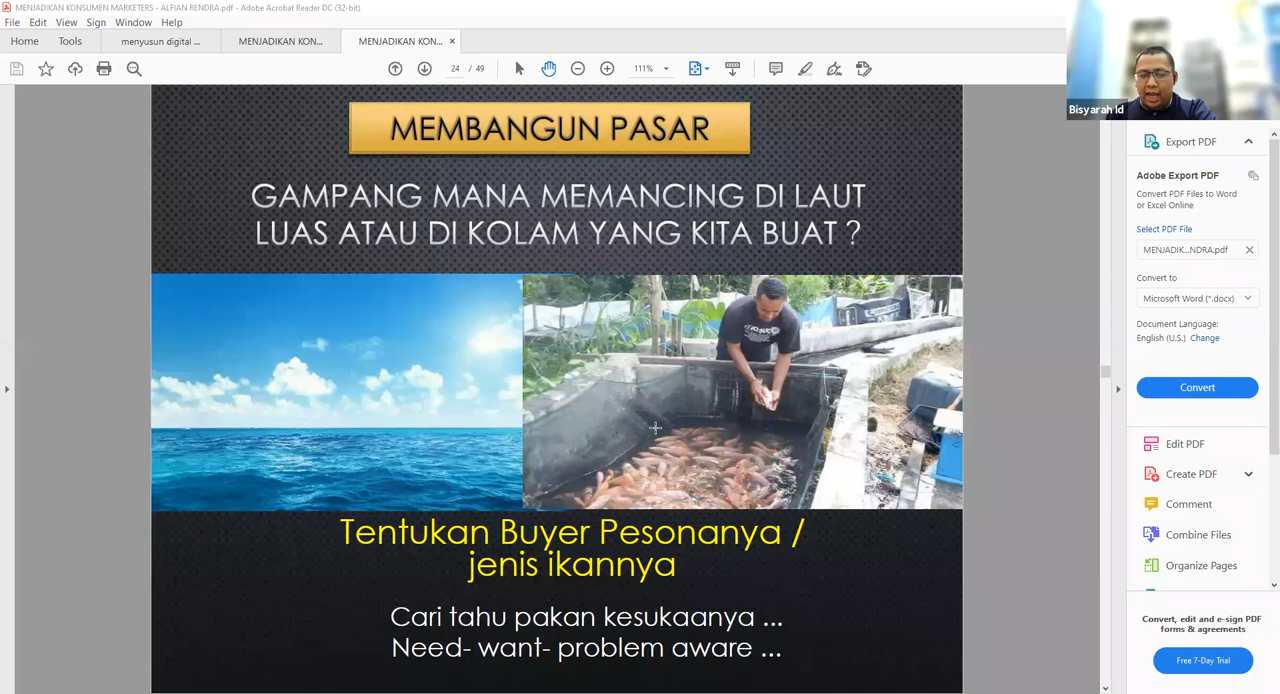 MENJADIKAN KONSUMEN MARKETERS - ALFIAN RENDRA.pdf - Adobe Acrobat Reader DC (32-bit)
File Edit View Sign Window Help
Home Tools menyusun digital ... MENJADIKAN KON... MENJADIKAN KON... ×
24 / 49 111%
Bisyarah Id
MEMBANGUN PASAR
GAMPANG MANA MEMANCING DI LAUT
LUAS ATAU DI KOLAM YANG KITA BUAT ?
Tentukan Buyer Pesonanya /
jenis ikannya
Cari tahu pakan kesukaanya ...
Need- want- problem aware ...
Export PDF
Adobe Export PDF
Convert PDF Files to Word
or Excel Online
Select PDF File
MENJADIK...NDRA.pdf
Convert to
Microsoft Word (*.docx)
Document Language:
English (U.S.) Change
Convert
Edit PDF
Create PDF
Comment
Combine Files
Organize Pages
Convert, edit and e-sign PDF
forms & agreements
Free 7-Day Trial